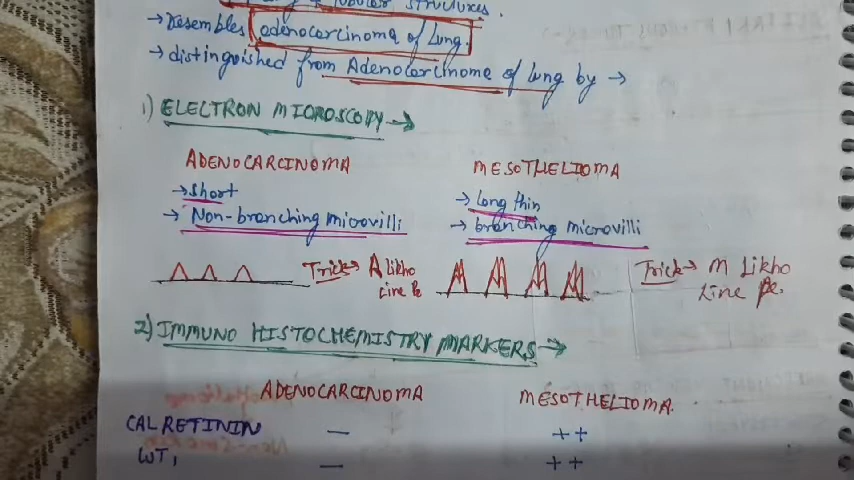 tubular structures.
→ resembles adenocarcinoma of Lung.
→ distinguished from Adenocarcinoma of lung by →
1) ELECTRON MICROSCOPY →
ADENOCARCINOMA MESOTHELIOMA
→ short → Long thin
→ Non-branching microvilli → branching microvilli
Trick → A Likho Line Pe Trick → M Likho Line Pe.
2) IMMUNO HISTOCHEMISTRY MARKERS →
ADENOCARCINOMA MESOTHELIOMA.
CALRETININ — ++
WT1 — ++